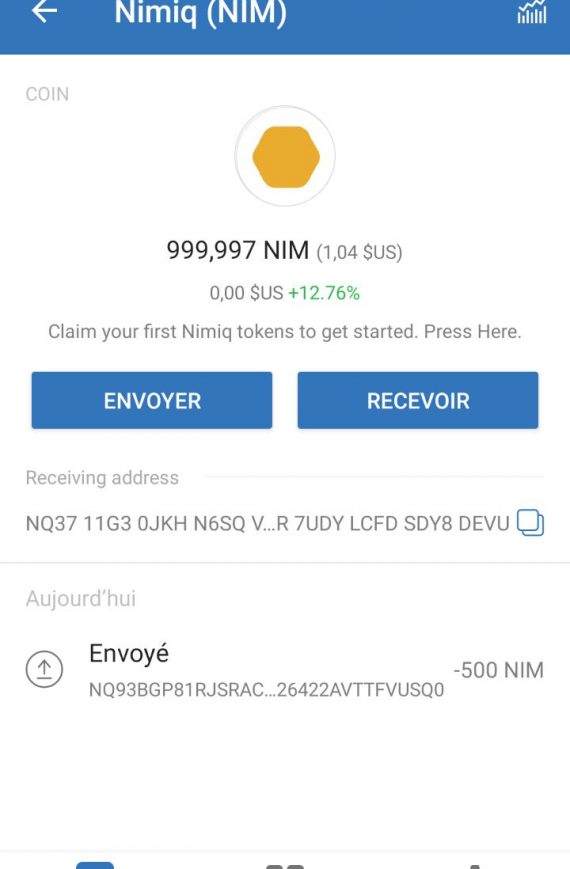 Nimiq (NIM)
COIN
999,997 NIM (1,04 $US)
0,00 $US +12.76%
Claim your first Nimiq tokens to get started. Press Here.
ENVOYER RECEVOIR
Receiving address
NQ37 11G3 0JKH N6SQ V...R 7UDY LCFD SDY8 DEVU
Aujourd'hui
Envoyé
-500 NIM
NQ93BGP81RJSRAC...26422AVTTFVUSQ0